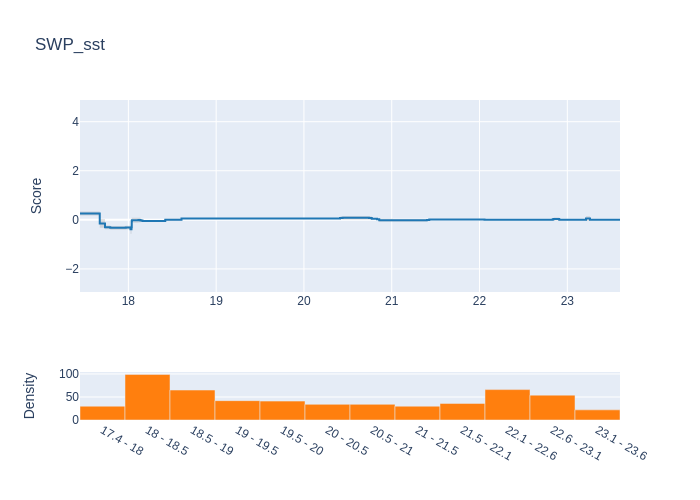 SWP_sst
Score
4
2
0
−2
18
19
20
21
22
23
Density
100
50
0
17.4 - 18
18 - 18.5
18.5 - 19
19 - 19.5
19.5 - 20
20 - 20.5
20.5 - 21
21 - 21.5
21.5 - 22.1
22.1 - 22.6
22.6 - 23.1
23.1 - 23.6